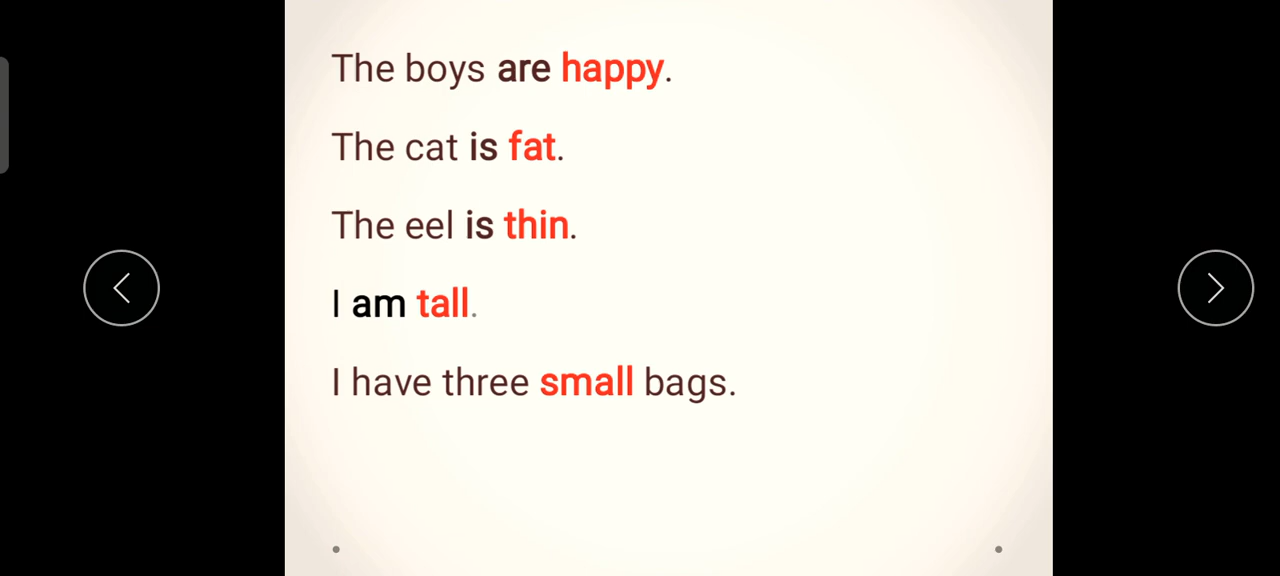 The boys are happy.
The cat is fat.
The eel is thin.
I am tall.
I have three small bags.